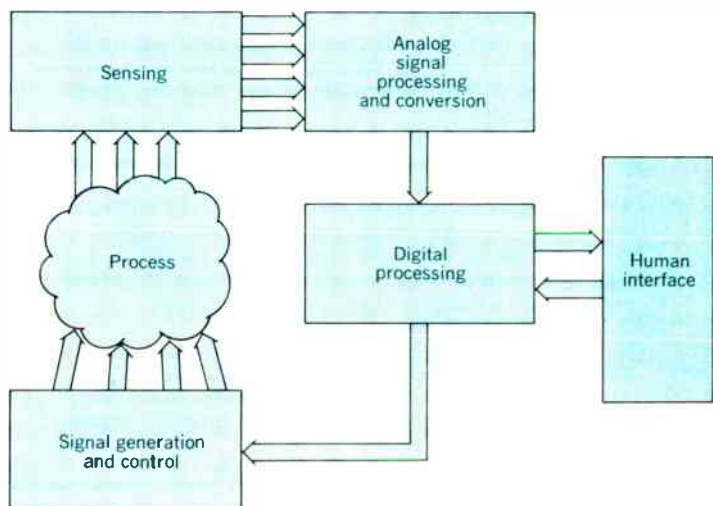 Sensing
Analog
signal
processing
and conversion
Process
Digital
processing
Human
interface
Signal generation
and control